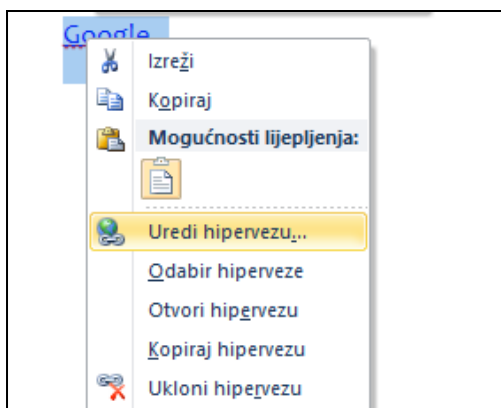 Google
Izreži
Kopiraj
Mogućnosti lijepljenja:
Uredi hipervezu...
Odabir hiperveze
Otvori hipervezu
Kopiraj hipervezu
Ukloni hipervezu